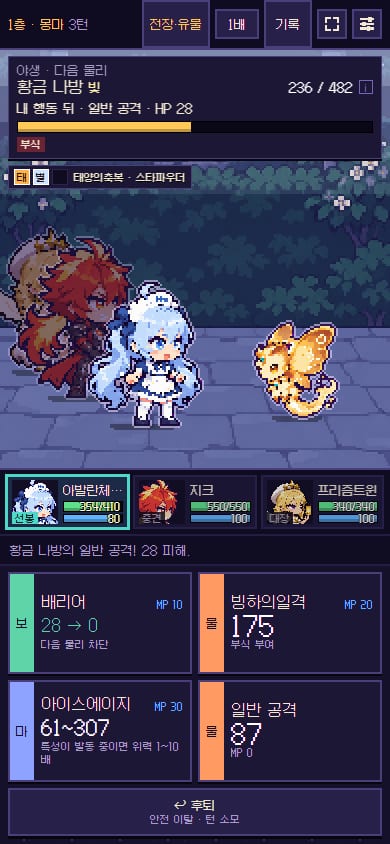 1층 · 몽마 3턴
전장·유물
1배
기록
야생 · 다음 물리
황금 나방 빛
236 / 482
내 행동 뒤 · 일반 공격 · HP 28
부식
태 별 태양의축복 · 스타파우더
이발란체…
선봉
354/410
80
지크
중견
550/550
100
프리즘트윈
대장
340/340
100
황금 나방의 일반 공격! 28 피해.
보
배리어
MP 10
28 → 0
다음 물리 차단
물
빙하의일격
MP 20
175
부식 부여
마
아이스에이지
MP 30
61~307
특성이 발동 중이면 위력 1~10
배
물
일반 공격
87
MP 0
↩ 후퇴
안전 이탈 · 턴 소모